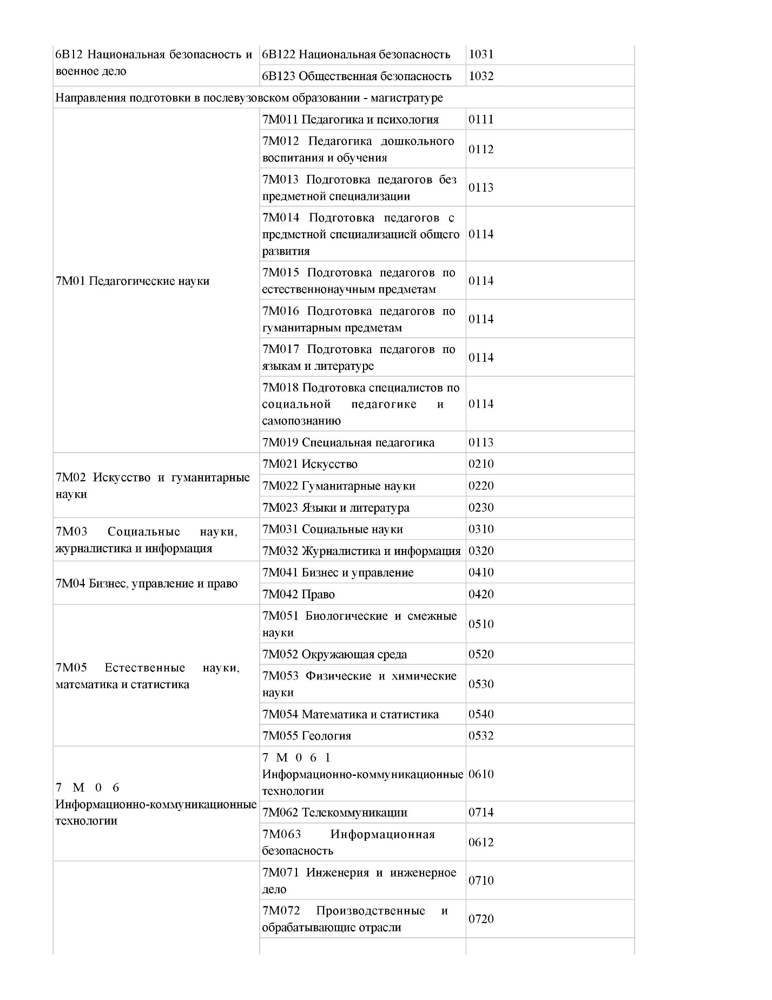 6B12 Национальная безопасность и
военное дело
6B122 Национальная безопасность
1031
6B123 Общественная безопасность
1032
Направления подготовки в послевузовском образовании - магистратуре
7M01 Педагогические науки
7M011 Педагогика и психология
0111
7M012 Педагогика дошкольного
воспитания и обучения
0112
7M013 Подготовка педагогов без
предметной специализации
0113
7M014 Подготовка педагогов с
предметной специализацией общего
развития
0114
7M015 Подготовка педагогов по
естественнонаучным предметам
0114
7M016 Подготовка педагогов по
гуманитарным предметам
0114
7M017 Подготовка педагогов по
языкам и литературе
0114
7M018 Подготовка специалистов по
социальной педагогике и
самопознанию
0114
7M019 Специальная педагогика
0113
7M02 Искусство и гуманитарные
науки
7M021 Искусство
0210
7M022 Гуманитарные науки
0220
7M023 Языки и литература
0230
7M03 Социальные науки,
журналистика и информация
7M031 Социальные науки
0310
7M032 Журналистика и информация
0320
7M04 Бизнес, управление и право
7M041 Бизнес и управление
0410
7M042 Право
0420
7M05 Естественные науки,
математика и статистика
7M051 Биологические и смежные
науки
0510
7M052 Окружающая среда
0520
7M053 Физические и химические
науки
0530
7M054 Математика и статистика
0540
7M055 Геология
0532
7 M 0 6
Информационно-коммуникационные
технологии
7 M 0 6 1
Информационно-коммуникационные
технологии
0610
7M062 Телекоммуникации
0714
7M063 Информационная
безопасность
0612
7M071 Инженерия и инженерное
дело
0710
7M072 Производственные и
обрабатывающие отрасли
0720